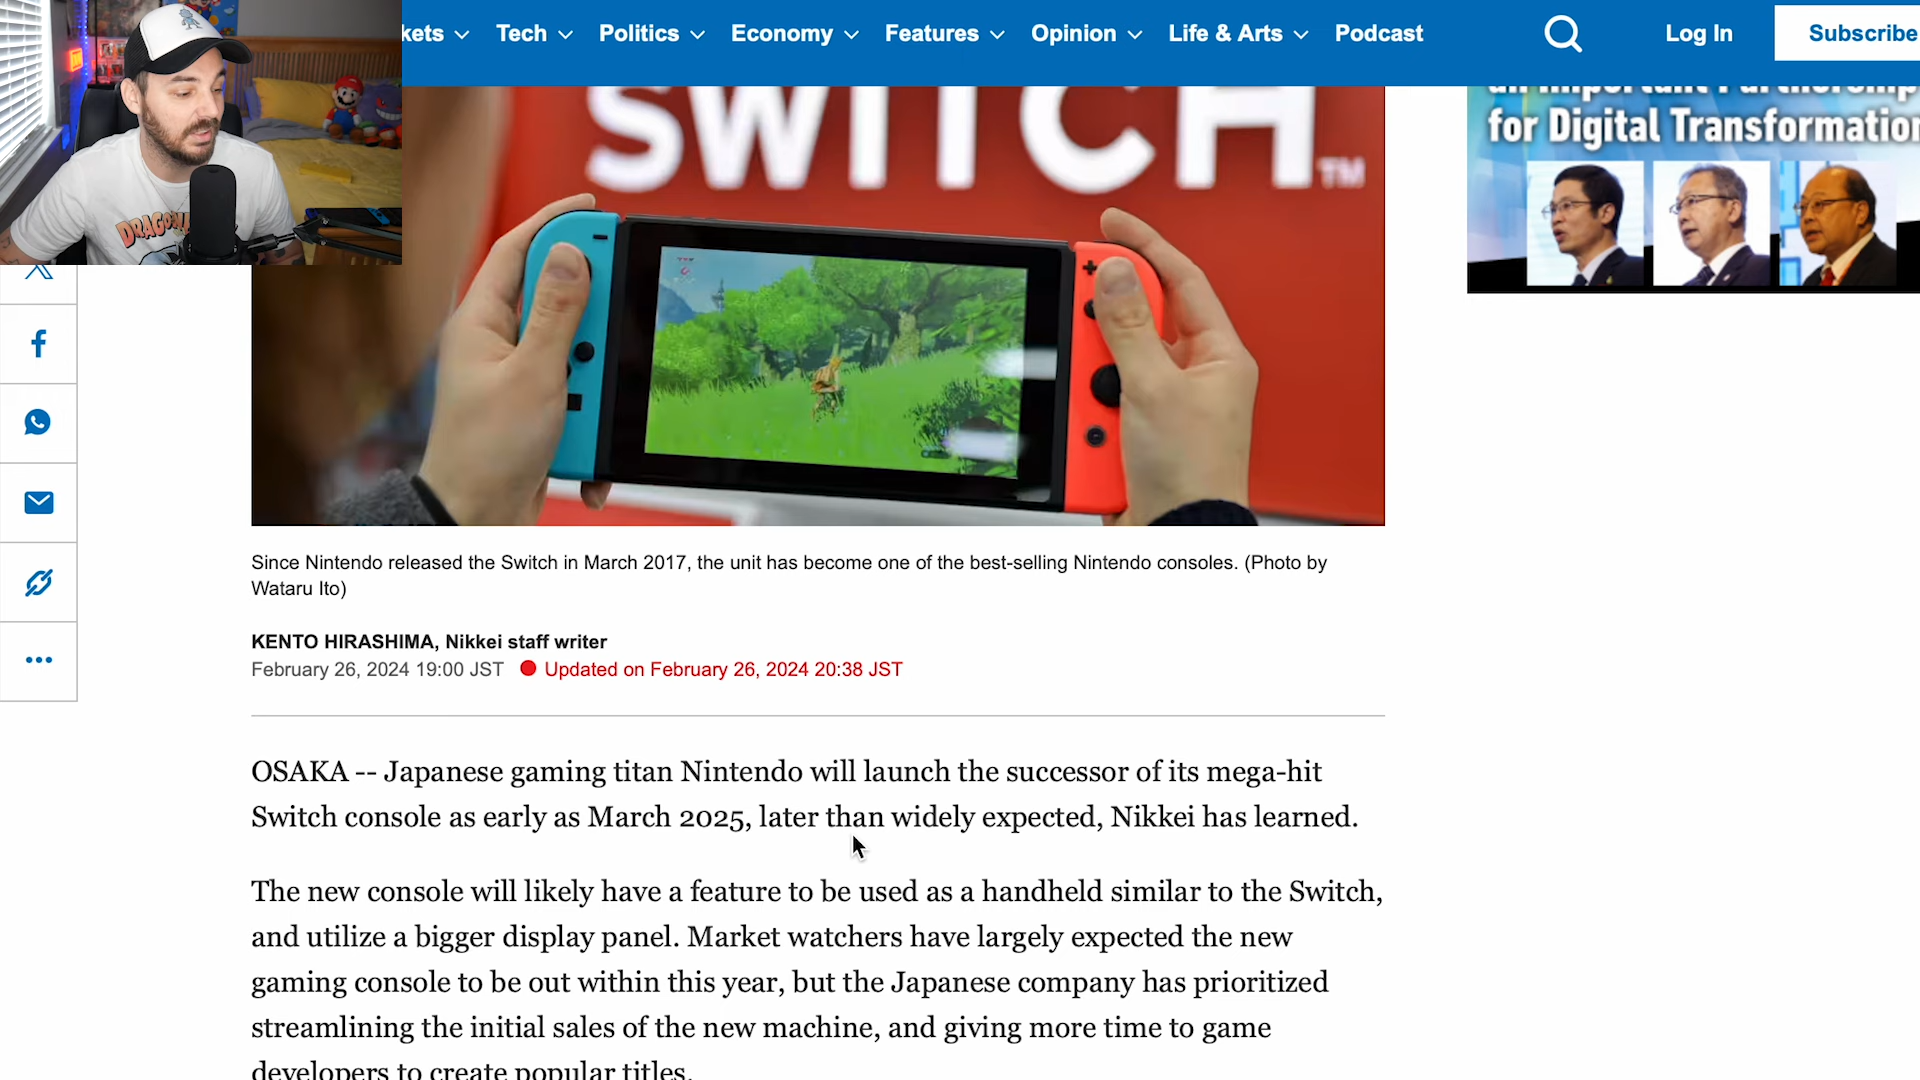 kets
Tech
Politics
Economy
Features
Opinion
Life & Arts
Podcast
Log In
Subscribe
SWITCH™
for Digital Transformation
Since Nintendo released the Switch in March 2017, the unit has become one of the best-selling Nintendo consoles. (Photo by
Wataru Ito)
KENTO HIRASHIMA, Nikkei staff writer
February 26, 2024 19:00 JST
Updated on February 26, 2024 20:38 JST
OSAKA -- Japanese gaming titan Nintendo will launch the successor of its mega-hit
Switch console as early as March 2025, later than widely expected, Nikkei has learned.
The new console will likely have a feature to be used as a handheld similar to the Switch,
and utilize a bigger display panel. Market watchers have largely expected the new
gaming console to be out within this year, but the Japanese company has prioritized
streamlining the initial sales of the new machine, and giving more time to game
developers to create popular titles.